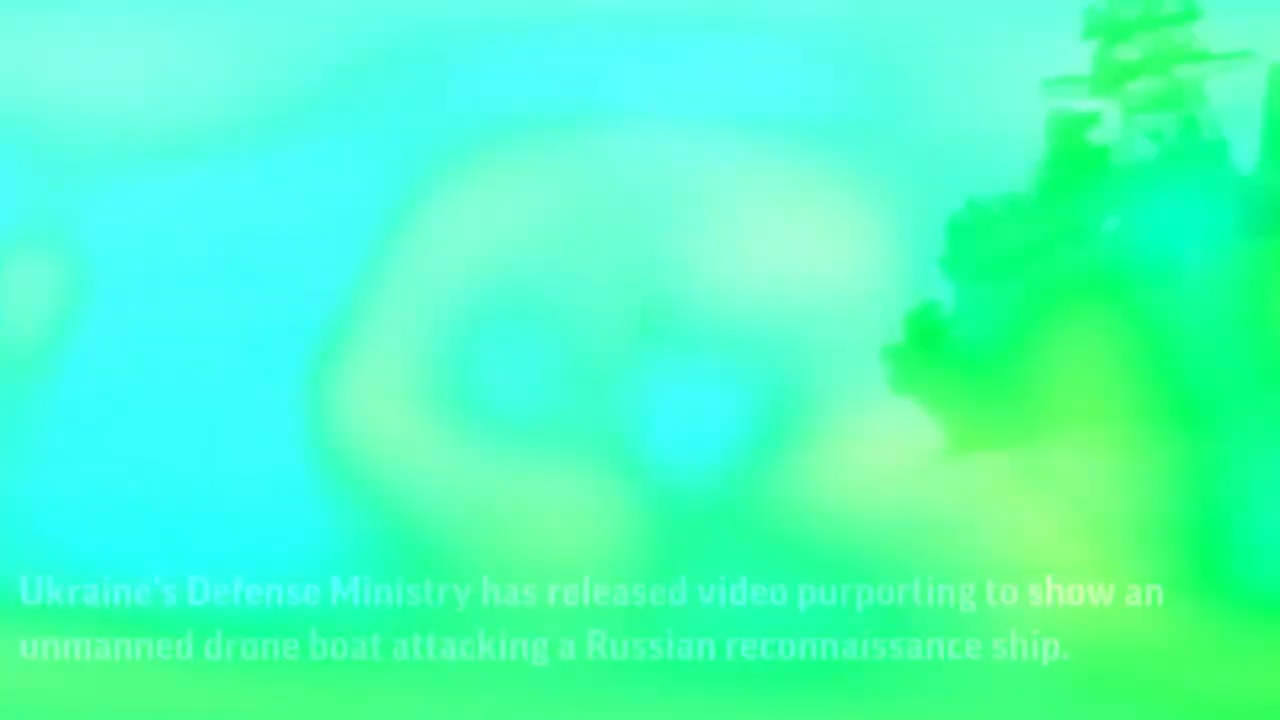 Ukraine's Defense Ministry has released video purporting to show an
unmanned drone boat attacking a Russian reconnaissance ship.